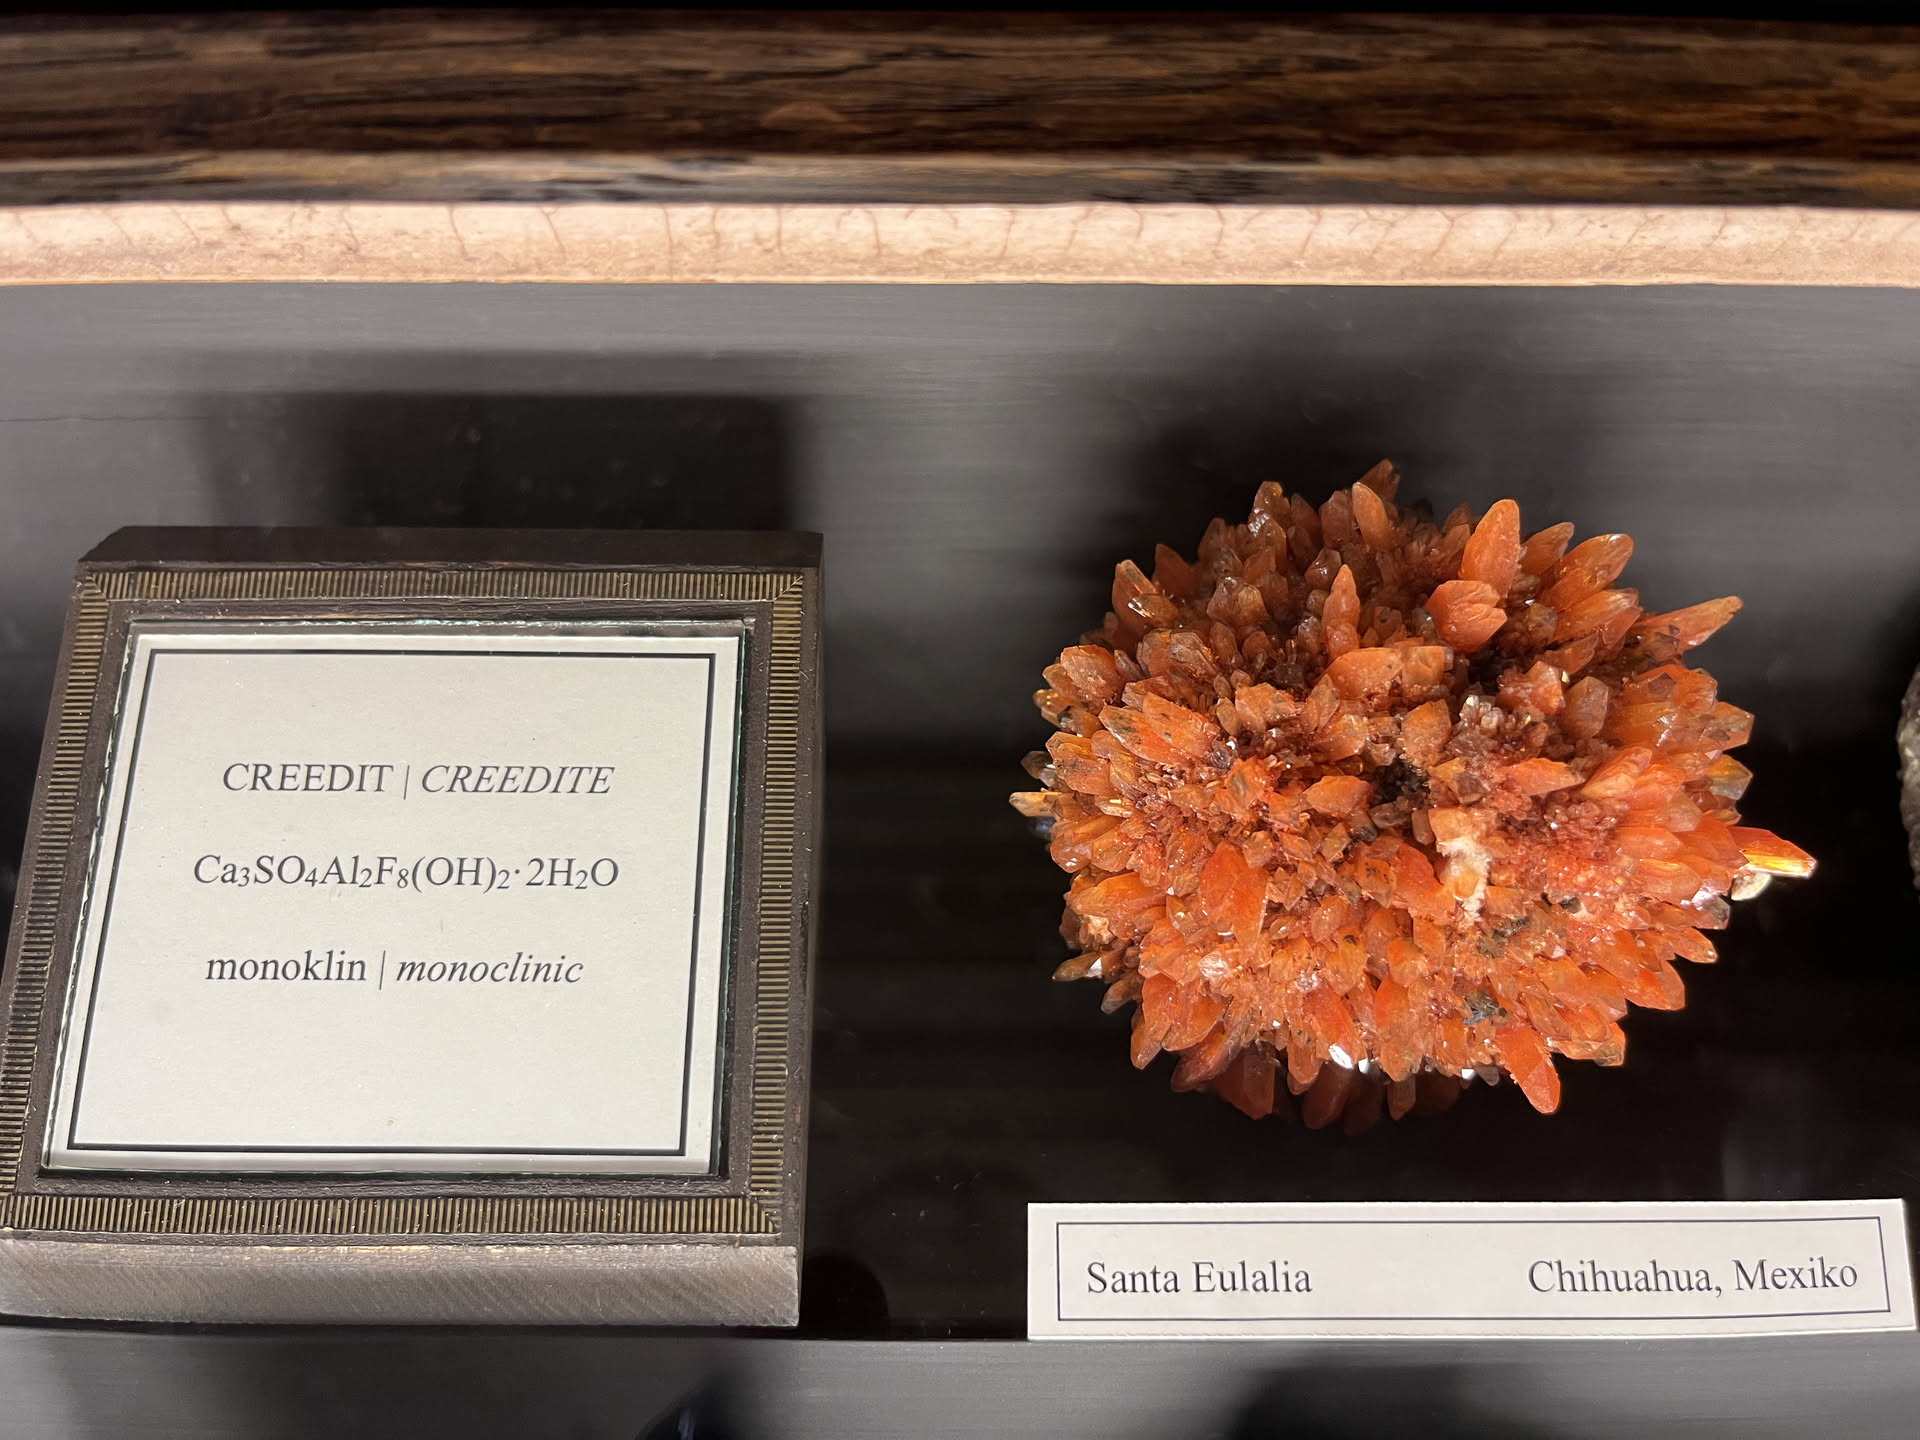 CREEDIT | CREEDITE
Ca₃SO₄Al₂F₈(OH)₂·2H₂O
monoklin | monoclinic
Santa Eulalia Chihuahua, Mexiko